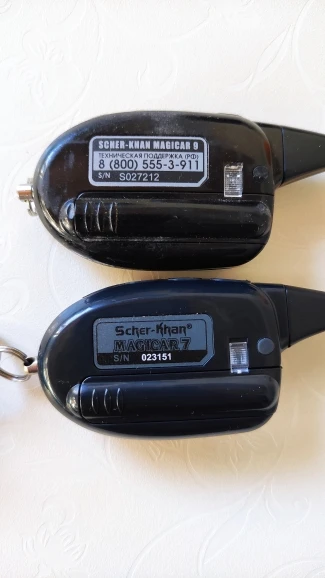 SCHER-KHAN MAGICAR 9
ТЕХНИЧЕСКАЯ ПОДДЕРЖКА (РФ)
8 (800) 555-3-911
S/N S027212
Scher-Khan®
MAGICAR 7
S/N 023151